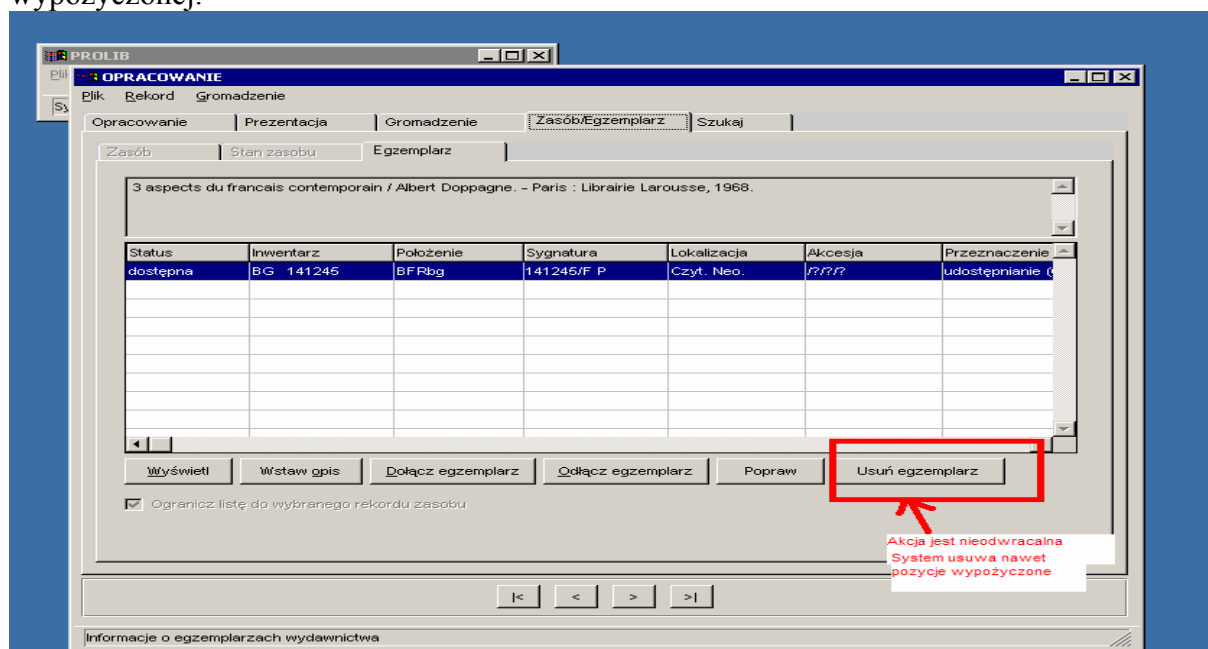 wypożyczonej.
PROLIB
Plik
OPRACOWANIE
Plik Rekord Gromadzenie
Opracowanie Prezentacja Gromadzenie Zasób/Egzemplarz Szukaj
Zasób Stan zasobu Egzemplarz
3 aspects du francais contemporain / Albert Doppagne. – Paris : Librairie Larousse, 1968.
Status Inwentarz Położenie Sygnatura Lokalizacja Akcesja Przeznaczenie
dostępna BG 141245 BFRbg 141245/F P Czyt. Neo. /?/?/? udostępnianie
Wyświetl Wstaw opis Dołącz egzemplarz Odłącz egzemplarz Popraw Usuń egzemplarz
Ogranicz listę do wybranego rekordu zasobu
Akcja jest nieodwracalna
System usuwa nawet
pozycje wypożyczone
|< < > >|
Informacje o egzemplarzach wydawnictwa